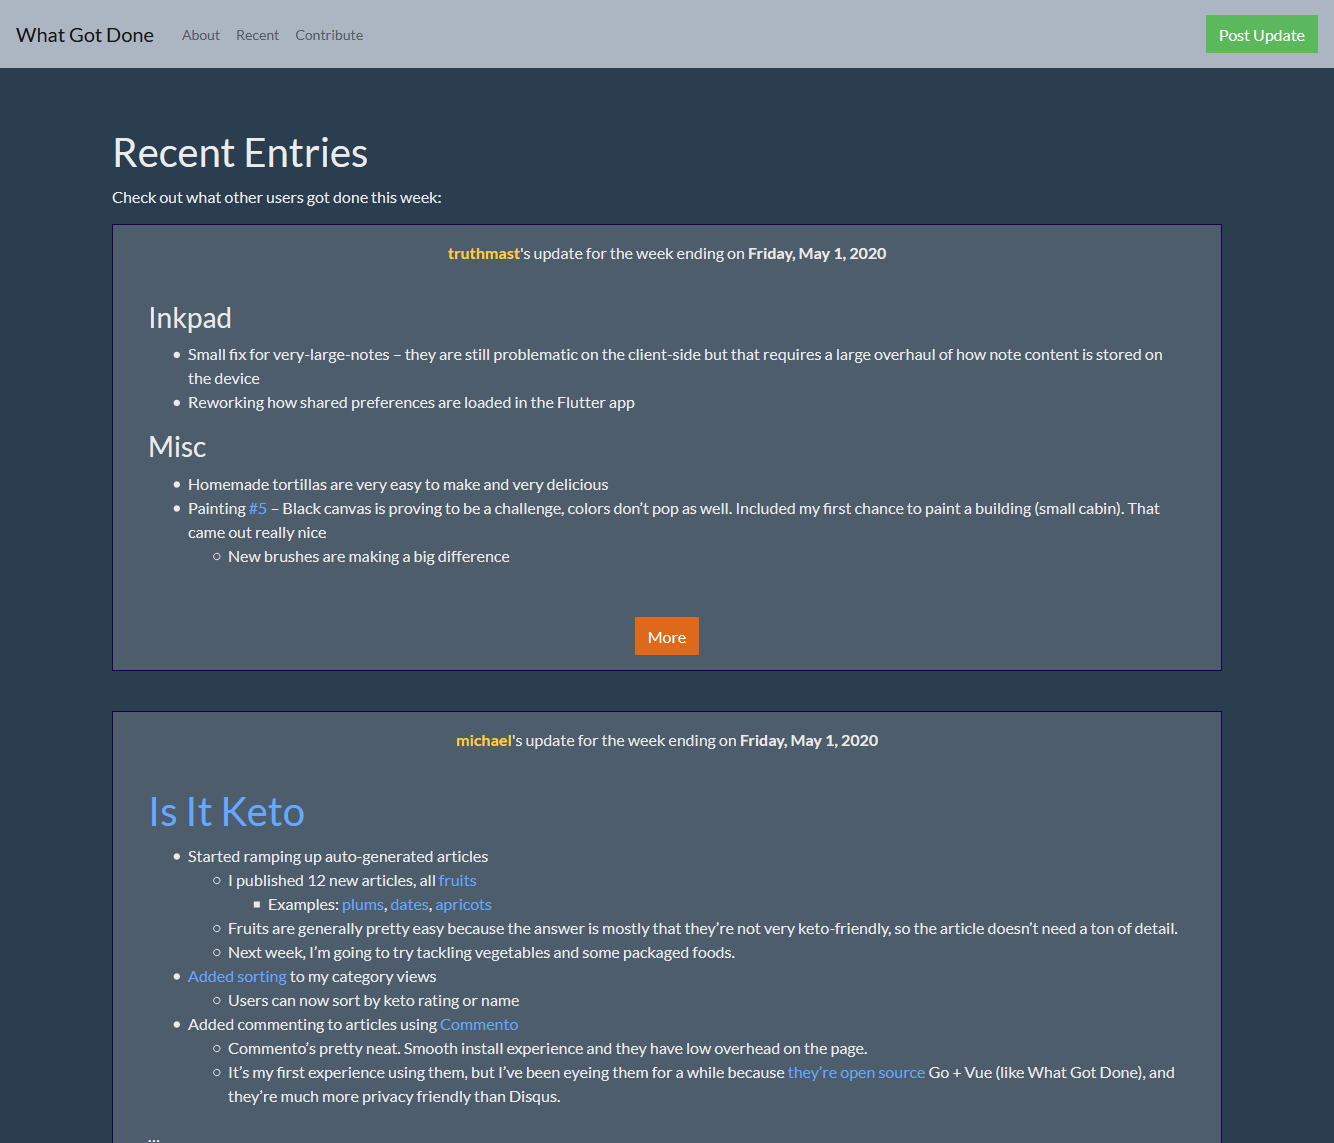 What Got Done About Recent Contribute Post Update
Recent Entries
Check out what other users got done this week:
truthmast's update for the week ending on Friday, May 1, 2020
Inkpad
• Small fix for very-large-notes – they are still problematic on the client-side but that requires a large overhaul of how note content is stored on
the device
• Reworking how shared preferences are loaded in the Flutter app
Misc
• Homemade tortillas are very easy to make and very delicious
• Painting #5 – Black canvas is proving to be a challenge, colors don’t pop as well. Included my first chance to paint a building (small cabin). That
came out really nice
○ New brushes are making a big difference
More
michael's update for the week ending on Friday, May 1, 2020
Is It Keto
• Started ramping up auto-generated articles
○ I published 12 new articles, all fruits
▪ Examples: plums, dates, apricots
○ Fruits are generally pretty easy because the answer is mostly that they’re not very keto-friendly, so the article doesn’t need a ton of detail.
○ Next week, I’m going to try tackling vegetables and some packaged foods.
• Added sorting to my category views
○ Users can now sort by keto rating or name
• Added commenting to articles using Commento
○ Commento’s pretty neat. Smooth install experience and they have low overhead on the page.
○ It’s my first experience using them, but I’ve been eyeing them for a while because they’re open source Go + Vue (like What Got Done), and
they’re much more privacy friendly than Disqus.
...